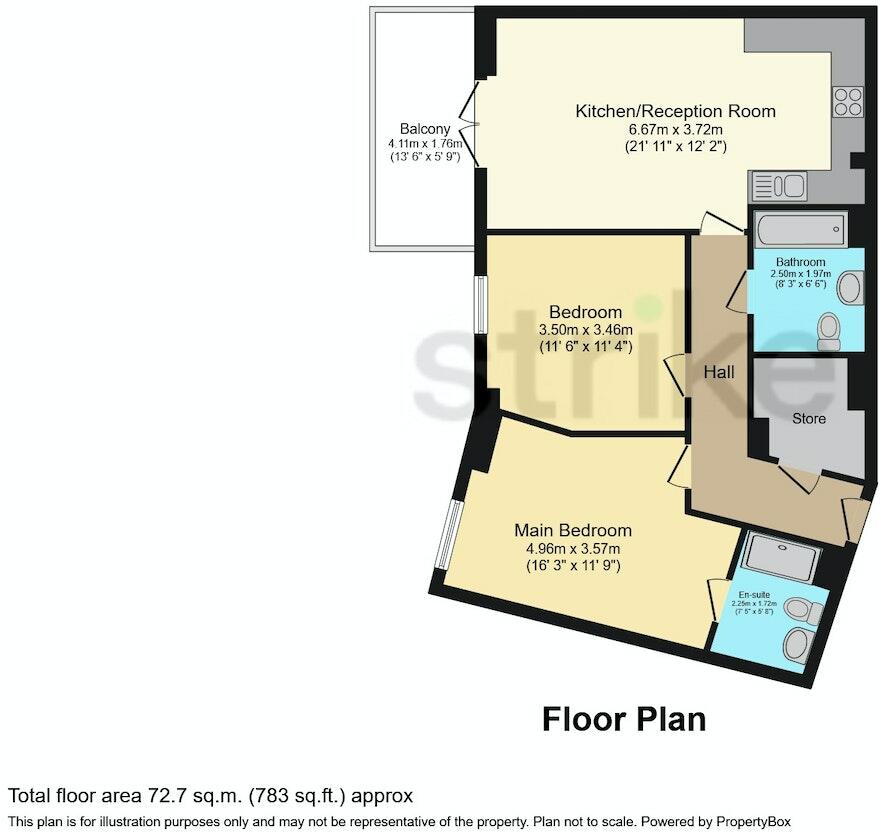 Kitchen/Reception Room
6.67m x 3.72m
(21' 11" x 12' 2")
Balcony
4.11m x 1.76m
(13' 6" x 5' 9")
Bathroom
2.50m x 1.97m
(8' 3" x 6' 6")
Bedroom
3.50m x 3.46m
(11' 6" x 11' 4")
strike
Hall
Store
Main Bedroom
4.96m x 3.57m
(16' 3" x 11' 9")
En-suite
2.25m x 1.72m
(7' 5" x 5' 8")
Floor Plan
Total floor area 72.7 sq.m. (783 sq.ft.) approx
This plan is for illustration purposes only and may not be representative of the property. Plan not to scale. Powered by PropertyBox